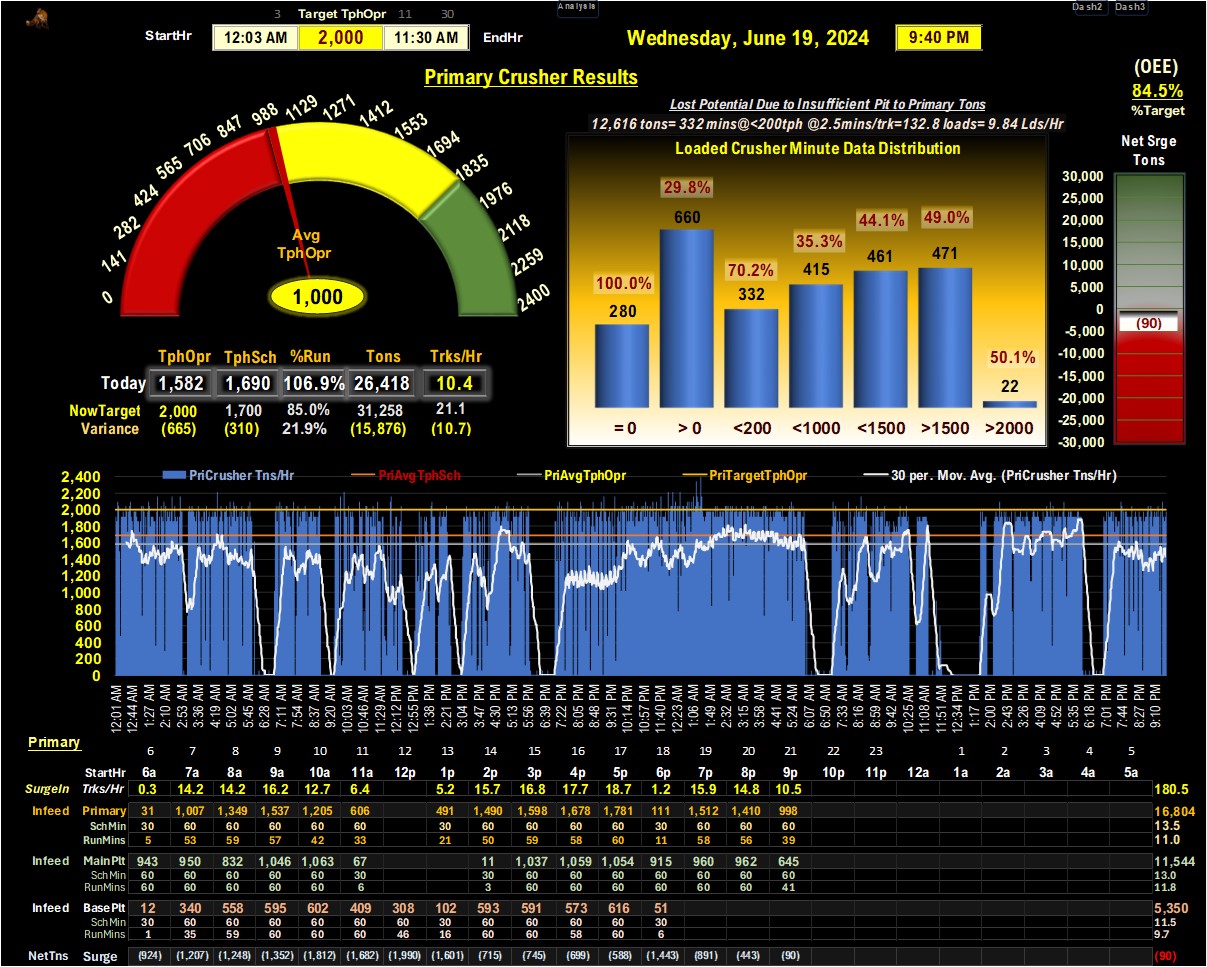 Analysis Dash2 Dash3
3 Target TphOpr 11 30
StartHr 12:03 AM 2,000 11:30 AM EndHr Wednesday, June 19, 2024 9:40 PM
Primary Crusher Results
(OEE)
84.5%
%Target
Lost Potential Due to Insufficient Pit to Primary Tons
12,616 tons= 332 mins@<200tph @2.5mins/trk=132.8 loads= 9.84 Lds/Hr
0 141 282 424 565 706 847 988 1129 1271 1412 1553 1694 1835 1976 2118 2259 2400
Avg
TphOpr
1,000
Loaded Crusher Minute Data Distribution
100.0% 29.8% 70.2% 35.3% 44.1% 49.0% 50.1%
280 660 332 415 461 471 22
= 0 > 0 <200 <1000 <1500 >1500 >2000
Net Srge
Tons
30,000
25,000
20,000
15,000
10,000
5,000
0
(90)
-5,000
-10,000
-15,000
-20,000
-25,000
-30,000
TphOpr TphSch %Run Tons Trks/Hr
Today 1,582 1,690 106.9% 26,418 10.4
NowTarget 2,000 1,700 85.0% 31,258 21.1
Variance (665) (310) 21.9% (15,876) (10.7)
PriCrusher Tns/Hr PriAvgTphSch PriAvgTphOpr PriTargetTphOpr 30 per. Mov. Avg. (PriCrusher Tns/Hr)
2,400
2,200
2,000
1,800
1,600
1,400
1,200
1,000
800
600
400
200
0
12:01 AM 12:44 AM 1:27 AM 2:10 AM 2:53 AM 3:36 AM 4:19 AM 5:02 AM 5:45 AM 6:28 AM 7:11 AM 7:54 AM 8:37 AM 9:20 AM 10:03 AM 10:46 AM 11:29 AM 12:12 PM 12:55 PM 1:38 PM 2:21 PM 3:04 PM 3:47 PM 4:30 PM 5:13 PM 5:56 PM 6:39 PM 7:22 PM 8:05 PM 8:48 PM 9:31 PM 10:14 PM 10:57 PM 11:40 PM 12:23 AM 1:06 AM 1:49 AM 2:32 AM 3:15 AM 3:58 AM 4:41 AM 5:24 AM 6:07 AM 6:50 AM 7:33 AM 8:16 AM 8:59 AM 9:42 AM 10:25 AM 11:08 AM 11:51 AM 12:34 PM 1:17 PM 2:00 PM 2:43 PM 3:26 PM 4:09 PM 4:52 PM 5:35 PM 6:18 PM 7:01 PM 7:44 PM 8:27 PM 9:10 PM
Primary 6 7 8 9 10 11 12 13 14 15 16 17 18 19 20 21 22 23 1 2 3 4 5
StartHr 6a 7a 8a 9a 10a 11a 12p 1p 2p 3p 4p 5p 6p 7p 8p 9p 10p 11p 12a 1a 2a 3a 4a 5a
SurgeIn Trks/Hr 0.3 14.2 14.2 16.2 12.7 6.4 5.2 15.7 16.8 17.7 18.7 1.2 15.9 14.8 10.5 180.5
Infeed Primary 31 1,007 1,349 1,537 1,205 606 491 1,490 1,598 1,678 1,781 111 1,512 1,410 998 16,804
SchMin 30 60 60 60 60 60 30 60 60 60 60 30 60 60 60 13.5
RunMins 5 53 59 57 42 33 21 50 59 58 60 11 58 56 39 11.0
Infeed MainPlt 943 950 832 1,046 1,063 67 11 1,037 1,059 1,054 915 960 962 645 11,544
SchMin 60 60 60 60 60 30 30 60 60 60 60 60 60 60 13.0
RunMins 60 60 60 60 60 6 3 60 60 60 60 60 60 41 11.8
Infeed BasePlt 12 340 558 595 602 409 308 102 593 591 573 616 51 5,350
SchMin 30 60 60 60 60 60 60 30 60 60 60 60 30 11.5
RunMins 1 35 59 60 60 60 46 16 60 60 58 60 6 9.7
NetTns Surge (924) (1,207) (1,248) (1,352) (1,812) (1,682) (1,990) (1,601) (715) (745) (699) (588) (1,443) (891) (443) (90) (90)